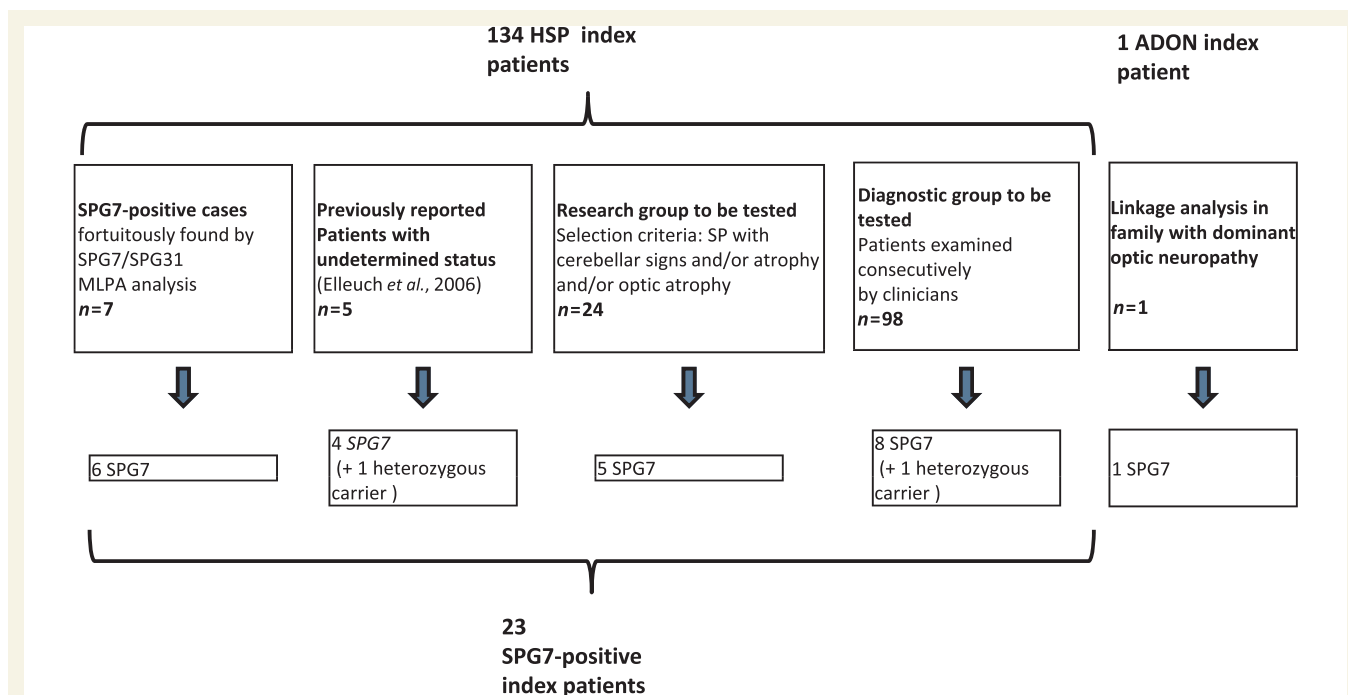 134 HSP index
patients
1 ADON index
patient
SPG7-positive cases
fortuitously found by
SPG7/SPG31
MLPA analysis
n=7
Previously reported
Patients with
undetermined status
(Elleuch et al., 2006)
n=5
Research group to be tested
Selection criteria: SP with
cerebellar signs and/or atrophy
and/or optic atrophy
n=24
Diagnostic group to be
tested
Patients examined
consecutively
by clinicians
n=98
Linkage analysis in
family with dominant
optic neuropathy
n=1
6 SPG7
4 SPG7
(+ 1 heterozygous
carrier )
5 SPG7
8 SPG7
(+ 1 heterozygous
carrier )
1 SPG7
23
SPG7-positive
index patients